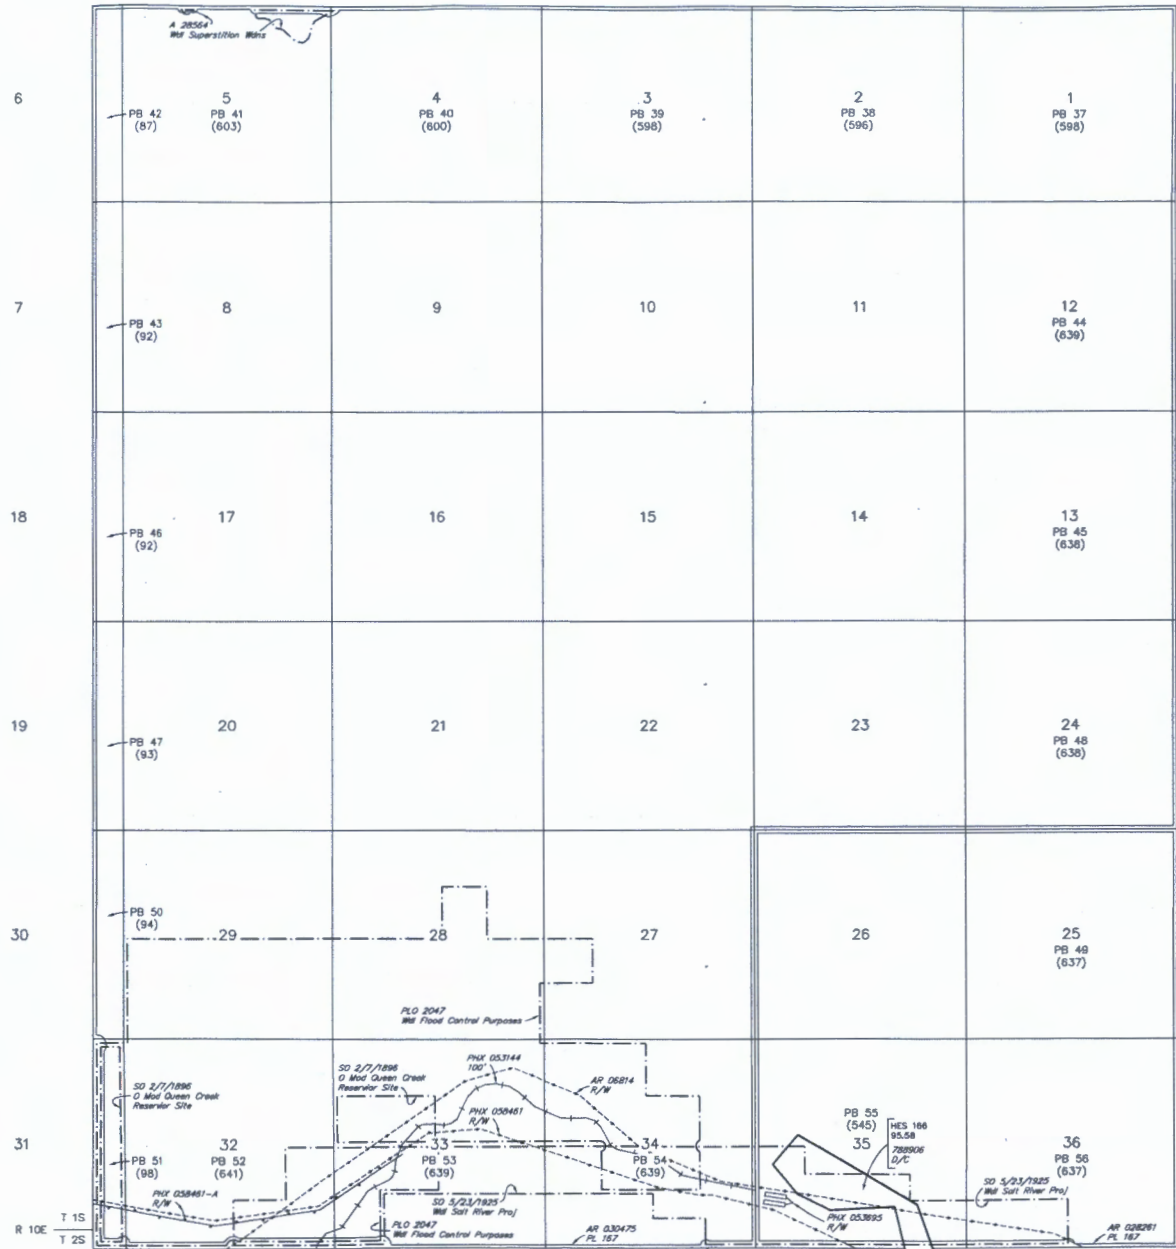 A 28564
Wdl Superstition Wdns
6
PB 42
(87)
5
PB 41
(603)
4
PB 40
(600)
3
PB 39
(598)
2
PB 38
(596)
1
PB 37
(598)
7
PB 43
(92)
8
9
10
11
12
PB 44
(639)
18
PB 46
(92)
17
16
15
14
13
PB 45
(638)
19
PB 47
(93)
20
21
22
23
24
PB 48
(638)
30
PB 50
(94)
29
28
27
26
25
PB 49
(637)
PLO 2047
Wdl Flood Control Purposes
SO 2/7/1896
O Mod Queen Creek
Reservior Site
SO 2/7/1896
O Mod Queen Creek
Reservior Site
PHX 053144
100'
AR 06814
R/W
PHX 058461
R/W
31
PB 51
(98)
32
PB 52
(641)
33
PB 53
(639)
34
PB 54
(639)
PB 55
(545)
35
HES 166
95.58
788906
D/C
36
PB 56
(637)
PHX 058461-A
R/W
SO 5/23/1925
Wdl Salt River Proj
SO 5/23/1925
Wdl Salt River Proj
PHX 053895
R/W
PLO 2047
Wdl Flood Control Purposes
AR 030475
PL 167
AR 028261
PL 167
R 10E
T 1S
T 2S